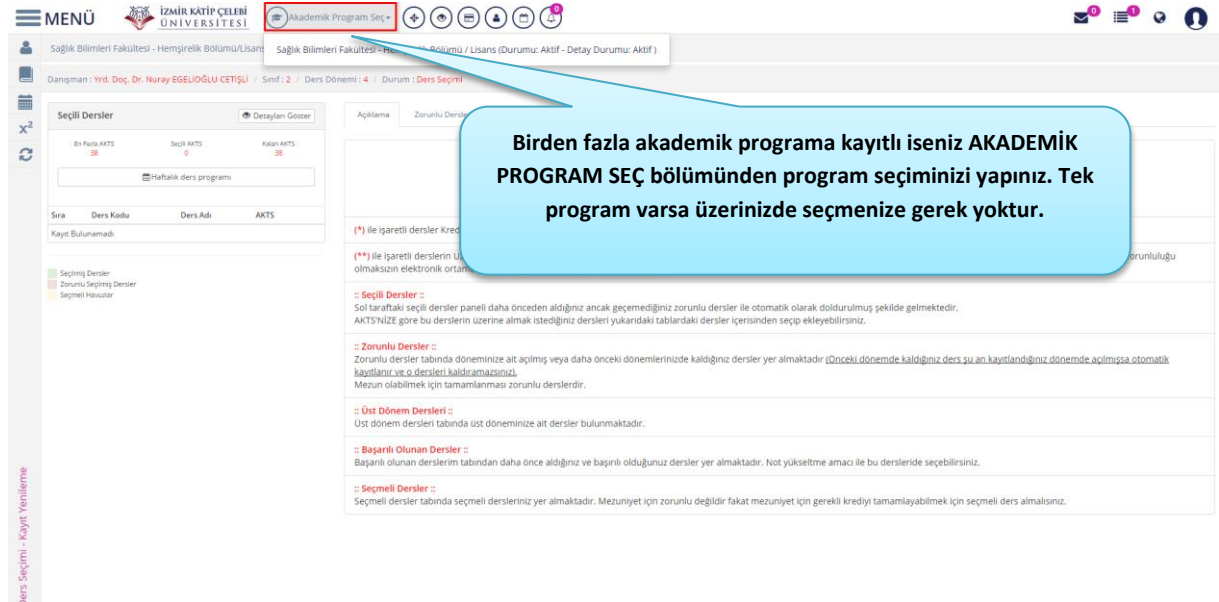 MENÜ
İZMİR KÂTİP ÇELEBİ
ÜNİVERSİTESİ
Akademik Program Seç
0
0
1
Sağlık Bilimleri Fakültesi - Hemşirelik Bölümü/Lisans
Sağlık Bilimleri Fakültesi - Hemşirelik Bölümü / Lisans (Durumu: Aktif - Detay Durumu: Aktif )
Danışman : Yrd. Doç. Dr. Nuray EGELİOĞLU CETİŞLİ / Sınıf : 2 / Ders Dönemi : 4 / Durum : Ders Seçimi
Birden fazla akademik programa kayıtlı iseniz AKADEMİK
PROGRAM SEÇ bölümünden program seçiminizi yapınız. Tek
program varsa üzerinizde seçmenize gerek yoktur.
Seçili Dersler
Detayları Göster
En Fazla AKTS
Seçili AKTS
Kalan AKTS
38
0
38
Haftalık ders programı
Sıra Ders Kodu Ders Adı AKTS
Kayıt Bulunamadı
Seçilmiş Dersler
Zorunlu Seçilmiş Dersler
Seçmeli Havuzlar
Açıklama
Zorunlu Dersle
(*) ile işaretli dersler Kred
(**) ile işaretli derslerin U
orunluluğu
olmaksızın elektronik ortam
:: Seçili Dersler ::
Sol taraftaki seçili dersler paneli daha önceden aldığınız ancak geçemediğiniz zorunlu dersler ile otomatik olarak doldurulmuş şekilde gelmektedir.
AKTS'NİZE göre bu derslerin üzerine almak istediğiniz dersleri yukarıdaki tablardaki dersler içerisinden seçip ekleyebilirsiniz.
:: Zorunlu Dersler ::
Zorunlu dersler tabında döneminize ait açılmış veya daha önceki dönemlerinizde kaldığınız dersler yer almaktadır (Önceki dönemde kaldığınız ders şu an kayıtlandığınız dönemde açılmışsa otomatik
kayıtlanır ve o dersleri kaldıramazsınız).
Mezun olabilmek için tamamlanması zorunlu derslerdir.
:: Üst Dönem Dersleri ::
Üst dönem dersleri tabında üst döneminize ait dersler bulunmaktadır.
:: Başarılı Olunan Dersler ::
Başarılı olunan derslerim tabından daha önce aldığınız ve başırılı olduğunuz dersler yer almaktadır. Not yükseltme amacı ile bu dersleride seçebilirsiniz.
:: Seçmeli Dersler ::
Seçmeli dersler tabında seçmeli dersleriniz yer almaktadır. Mezuniyet için zorunlu değildir fakat mezuniyet için gerekli krediyi tamamlayabilmek için seçmeli ders almalısınız.
x²
Ders Seçimi - Kayıt Yenileme